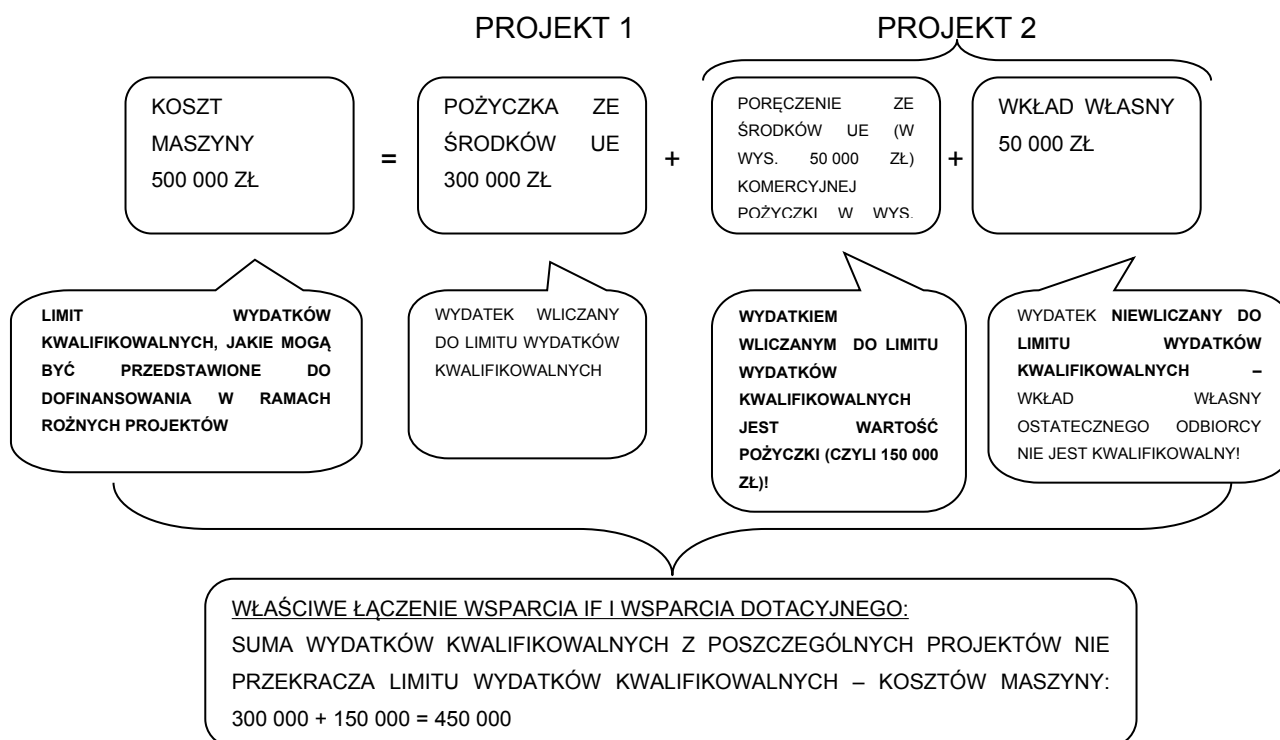 PROJEKT 1
PROJEKT 2
KOSZT
MASZYNY
500 000 ZŁ
=
POŻYCZKA ZE
ŚRODKÓW UE
300 000 ZŁ
+
PORĘCZENIE ZE
ŚRODKÓW UE (W
WYS. 50 000 ZŁ)
KOMERCYJNEJ
POŻYCZKI W WYS.
+
WKŁAD WŁASNY
50 000 ZŁ
LIMIT WYDATKÓW
KWALIFIKOWALNYCH, JAKIE MOGĄ
BYĆ PRZEDSTAWIONE DO
DOFINANSOWANIA W RAMACH
ROŻNYCH PROJEKTÓW
WYDATEK WLICZANY
DO LIMITU WYDATKÓW
KWALIFIKOWALNYCH
WYDATKIEM
WLICZANYM DO LIMITU
WYDATKÓW
KWALIFIKOWALNYCH
JEST WARTOŚĆ
POŻYCZKI (CZYLI 150 000
ZŁ)!
WYDATEK NIEWLICZANY DO
LIMITU WYDATKÓW
KWALIFIKOWALNYCH –
WKŁAD WŁASNY
OSTATECZNEGO ODBIORCY
NIE JEST KWALIFIKOWALNY!
WŁAŚCIWE ŁĄCZENIE WSPARCIA IF I WSPARCIA DOTACYJNEGO:
SUMA WYDATKÓW KWALIFIKOWALNYCH Z POSZCZEGÓLNYCH PROJEKTÓW NIE
PRZEKRACZA LIMITU WYDATKÓW KWALIFIKOWALNYCH – KOSZTÓW MASZYNY:
300 000 + 150 000 = 450 000